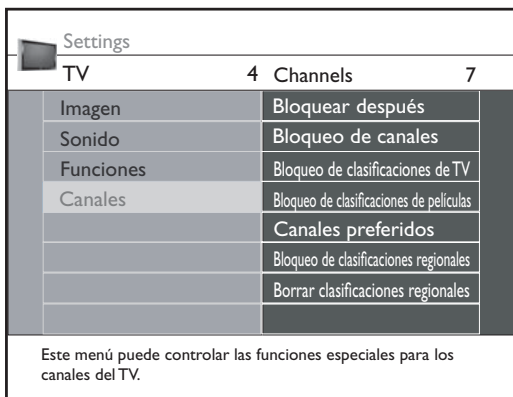 Settings
TV 4 Channels 7
Imagen Bloquear después
Sonido Bloqueo de canales
Funciones Bloqueo de clasificaciones de TV
Canales Bloqueo de clasificaciones de películas
Canales preferidos
Bloqueo de clasificaciones regionales
Borrar clasificaciones regionales
Este menú puede controlar las funciones especiales para los
canales del TV.